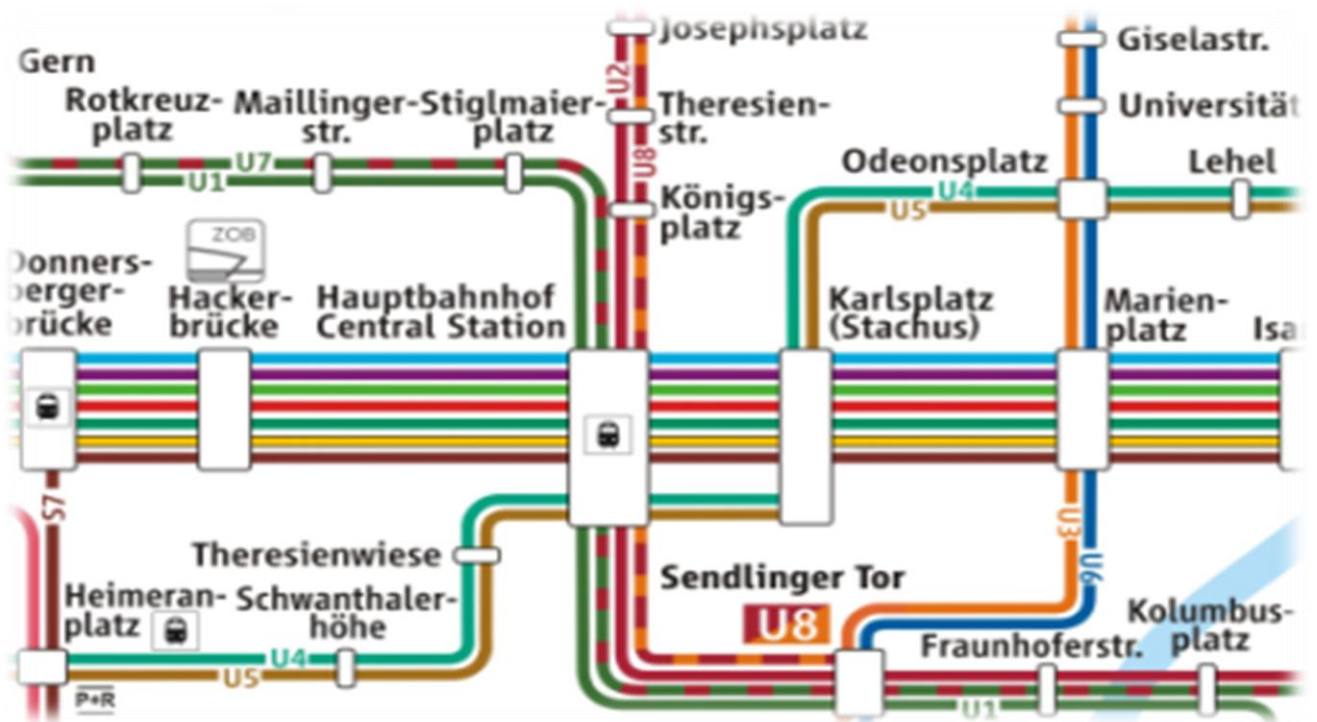 Josephsplatz
Giselastr.
Gern
Rotkreuz-
platz
Maillinger-
str.
Stiglmaier-
platz
U2
Theresien-
str.
Universität
U7
U1
U8
Odeonsplatz
Lehel
Königs-
platz
U4
U5
ZOB
Donners-
berger-
brücke
Hacker-
brücke
Hauptbahnhof
Central Station
Karlsplatz
(Stachus)
Marien-
platz
Isa
S7
U3
U6
Theresienwiese
Sendlinger Tor
Heimeran-
platz
Schwanthaler-
höhe
U8
Kolumbus-
platz
Fraunhoferstr.
U4
U5
P+R
U1